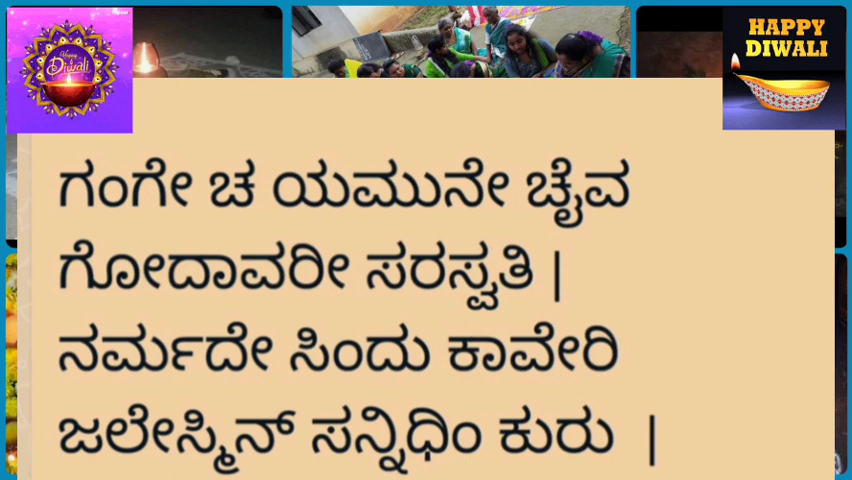 Happy
Diwali
HAPPY
DIWALI
ಗಂಗೇ ಚ ಯಮುನೇ ಚೈವ
ಗೋದಾವರೀ ಸರಸ್ವತಿ |
ನರ್ಮದೇ ಸಿಂದು ಕಾವೇರಿ
ಜಲೇಸ್ಮಿನ್ ಸನ್ನಿಧಿಂ ಕುರು |